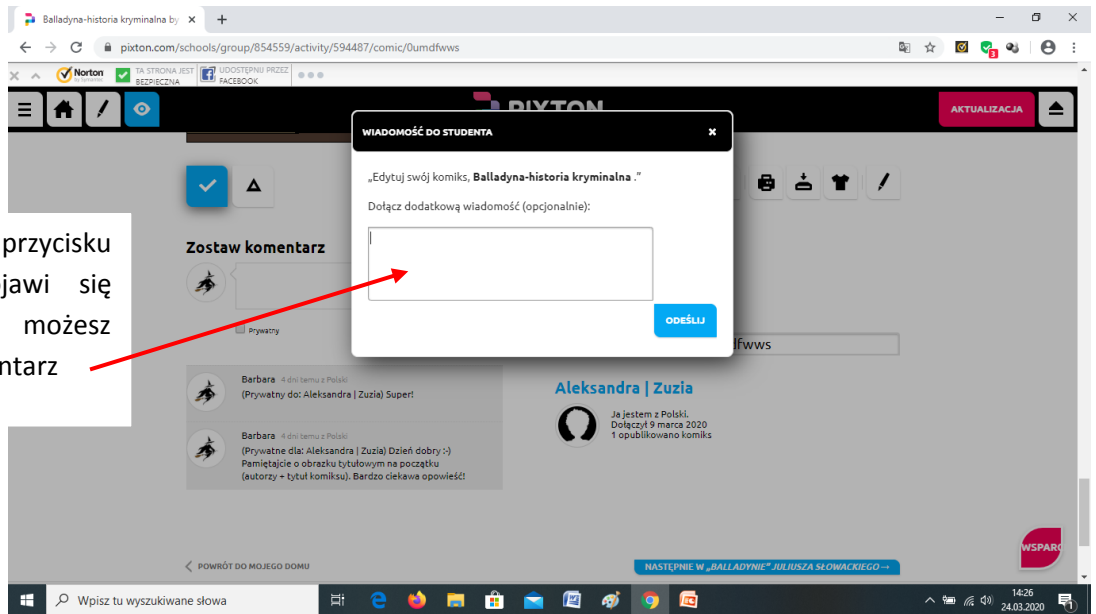 Balladyna-historia kryminalna by
pixton.com/schools/group/854559/activity/594487/comic/0umdfwws
3
Norton
by Symantec
TA STRONA JEST
BEZPIECZNA
UDOSTĘPNIJ PRZEZ
FACEBOOK
PIXTON
AKTUALIZACJA
WIADOMOŚĆ DO STUDENTA
„Edytuj swój komiks, Balladyna-historia kryminalna .”
Dołącz dodatkową wiadomość (opcjonalnie):
ODEŚLIJ
przycisku
jawi się
możesz
ntarz
Zostaw komentarz
Prywatny
dfwws
Barbara 4 dni temu z Polski
(Prywatny do: Aleksandra | Zuzia) Super!
Barbara 4 dni temu z Polski
(Prywatne dla: Aleksandra | Zuzia) Dzień dobry :-)
Pamiętajcie o obrazku tytułowym na początku
(autorzy + tytuł komiksu). Bardzo ciekawa opowieść!
Aleksandra | Zuzia
Ja jestem z Polski.
Dołączył 9 marca 2020
1 opublikowano komiks
WSPARC
POWRÓT DO MOJEGO DOMU
NASTĘPNIE W „BALLADYNIE” JULIUSZA SŁOWACKIEGO →
Wpisz tu wyszukiwane słowa
14:26
24.03.2020
1